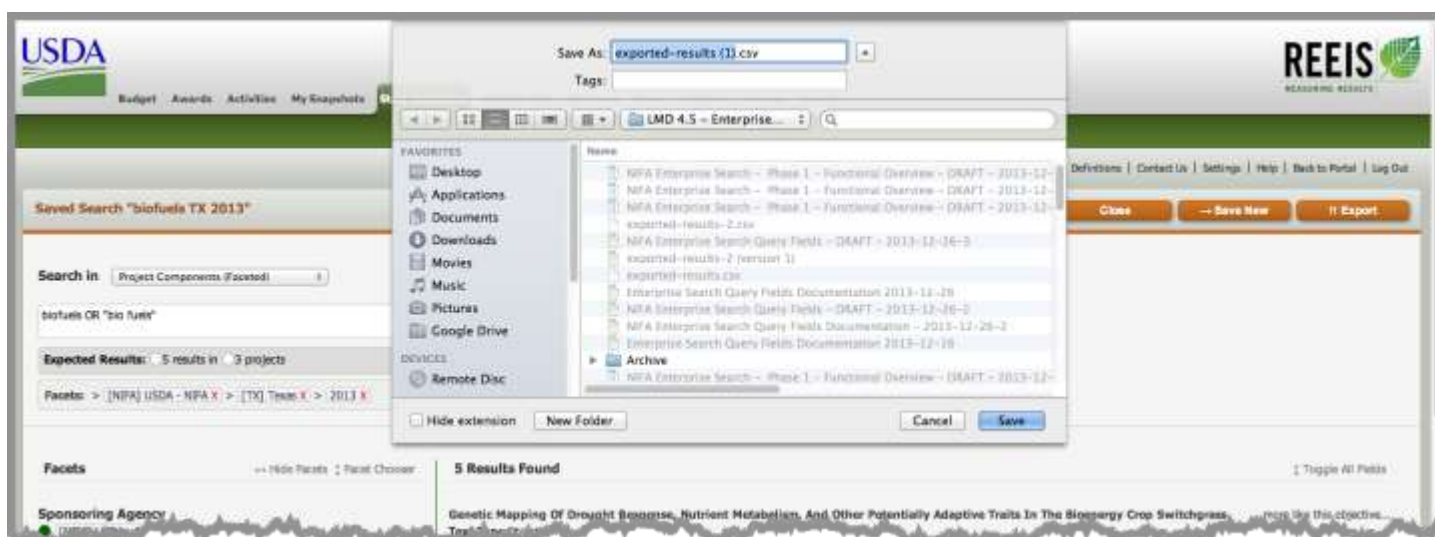 USDA
REEIS
MEASURING RESULTS
Save As: exported-results (1).csv
Tags:
Budget Awards Activities My Snapshots
LMD 4.5 - Enterprise...
FAVORITES
Desktop
Applications
Documents
Downloads
Movies
Music
Pictures
Google Drive
DEVICES
Remote Disc
Name
NIFA Enterprise Search - Phase 1 - Functional Overview - DRAFT - 2013-12-
NIFA Enterprise Search - Phase 1 - Functional Overview - DRAFT - 2013-12-
NIFA Enterprise Search - Phase 1 - Functional Overview - DRAFT - 2013-12-
exported-results-2.csv
NIFA Enterprise Search Query Fields - DRAFT - 2013-12-26-3
exported-results-2 (version 1)
exported-results.csv
Enterprise Search Query Fields Documentation 2013-12-26
NIFA Enterprise Search Query Fields - DRAFT - 2013-12-26-2
NIFA Enterprise Search Query Fields Documentation - 2013-12-26-2
Enterprise Search Query Fields Documentation 2013-12-26
Archive
NIFA Enterprise Search - Phase 1 - Functional Overview - DRAFT - 2013-12-
Hide extension New Folder Cancel Save
Definitions | Contact Us | Settings | Help | Back to Portal | Log Out
Saved Search "biofuels TX 2013"
Close → Save New Export
Search in Project Components (Faceted)
biofuels OR "bio fuels"
Expected Results: 5 results in 3 projects
Facets: > [NIFA] USDA - NIFA X > [TX] Texas X > 2013 X
Facets Hide Facets Facet Chooser
5 Results Found Toggle All Fields
Sponsoring Agency
Genetic Mapping Of Drought Response, Nutrient Metabolism, And Other Potentially Adaptive Traits In The Bioenergy Crop Switchgrass more like this objective